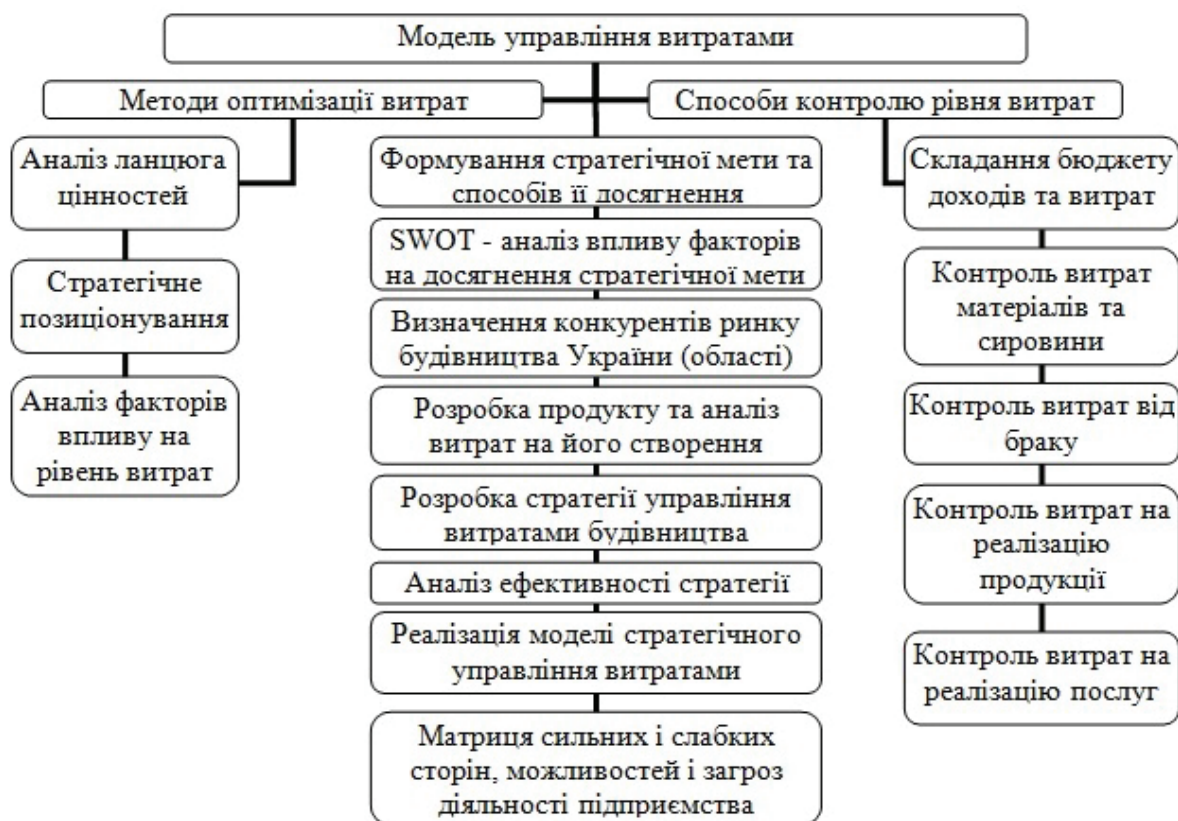 Модель управління витратами
Методи оптимізації витрат
Способи контролю рівня витрат
Аналіз ланцюга
цінностей
Стратегічне
позиціонування
Аналіз факторів
впливу на
рівень витрат
Формування стратегічної мети та
способів її досягнення
SWOT - аналіз впливу факторів
на досягнення стратегічної мети
Визначення конкурентів ринку
будівництва України (області)
Розробка продукту та аналіз
витрат на його створення
Розробка стратегії управління
витратами будівництва
Аналіз ефективності стратегії
Реалізація моделі стратегічного
управління витратами
Матриця сильних і слабких
сторін, можливостей і загроз
діяльності підприємства
Складання бюджету
доходів та витрат
Контроль витрат
матеріалів та
сировини
Контроль витрат від
браку
Контроль витрат на
реалізацію
продукції
Контроль витрат на
реалізацію послуг